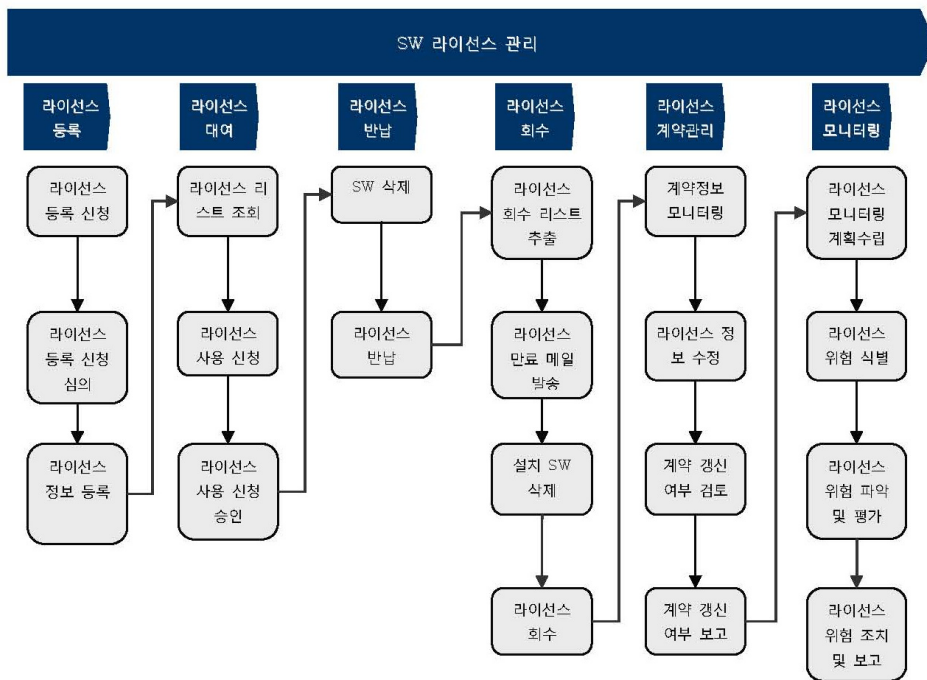 SW 라이선스 관리
라이선스
등록
라이선스
등록 신청
라이선스
등록 신청
심의
라이선스
정보 등록
라이선스
대여
라이선스 리
스트 조회
라이선스
사용 신청
라이선스
사용 신청
승인
라이선스
반납
SW 삭제
라이선스
반납
라이선스
회수
라이선스
회수 리스트
추출
라이선스
만료 메일
발송
설치 SW
삭제
라이선스
회수
라이선스
계약관리
계약정보
모니터링
라이선스 정
보 수정
계약 갱신
여부 검토
계약 갱신
여부 보고
라이선스
모니터링
라이선스
모니터링
계획수립
라이선스
위험 식별
라이선스
위험 파악
및 평가
라이선스
위험 조치
및 보고